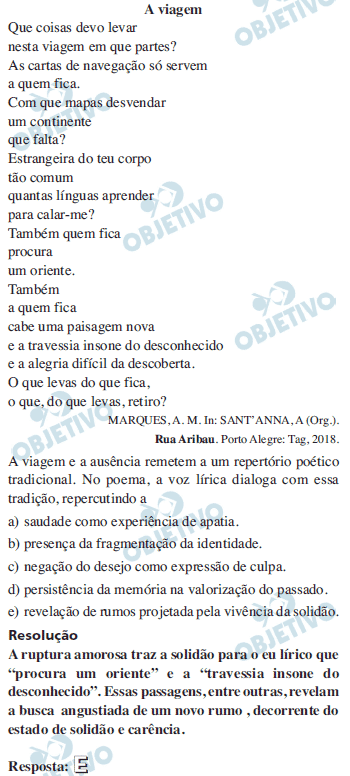 A viagem
Que coisas devo levar
nesta viagem em que partes?
As cartas de navegação só servem
a quem fica.
Com que mapas desvendar
um continente
que falta?
Estrangeira do teu corpo
tão comum
quantas línguas aprender
para calar-me?
Também quem fica
procura
um oriente.
Também
a quem fica
cabe uma paisagem nova
e a travessia insone do desconhecido
e a alegria difícil da descoberta.
O que levas do que fica,
o que, do que levas, retiro?
MARQUES, A. M. In: SANT'ANNA, A (Org.).
Rua Aribau. Porto Alegre: Tag, 2018.
A viagem e a ausência remetem a um repertório poético
tradicional. No poema, a voz lírica dialoga com essa
tradição, repercutindo a
a) saudade como experiência de apatia.
b) presença da fragmentação da identidade.
c) negação do desejo como expressão de culpa.
d) persistência da memória na valorização do passado.
e) revelação de rumos projetada pela vivência da solidão.
Resolução
A ruptura amorosa traz a solidão para o eu lírico que
“procura um oriente” e a “travessia insone do
desconhecido”. Essas passagens, entre outras, revelam
a busca angustiada de um novo rumo , decorrente do
estado de solidão e carência.
Resposta: E
OBJETIVO
OBJETIVO
OBJETIVO
OBJETIVO
OBJETIVO
OBJETIVO
OBJETIVO
OBJETIVO